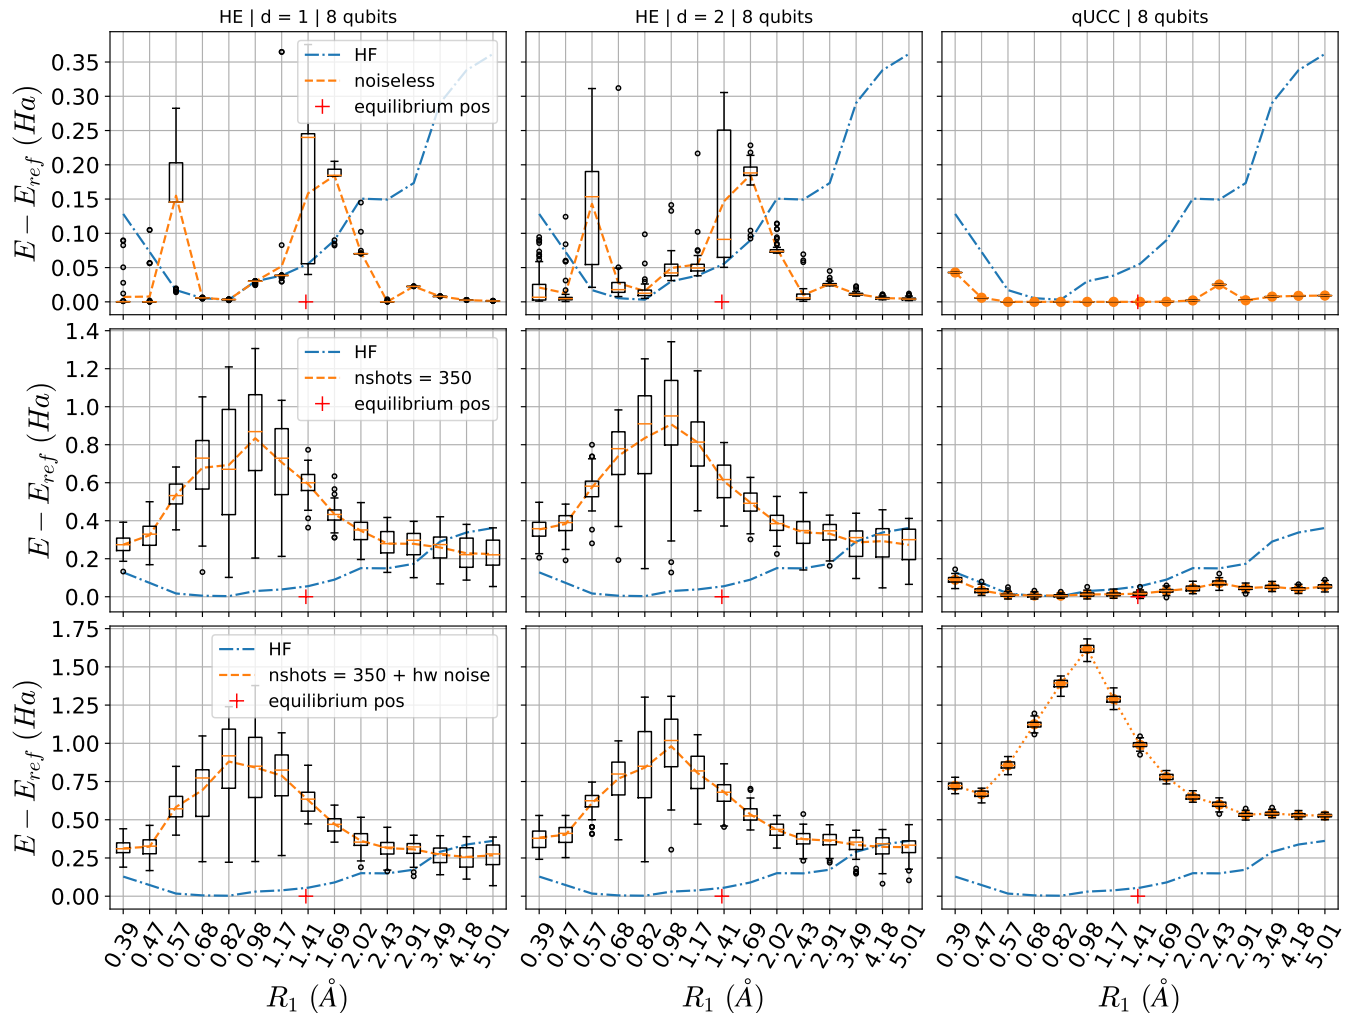 HE | d = 1 | 8 qubits
HE | d = 2 | 8 qubits
qUCC | 8 qubits
E − E_ref (Ha)
0.35
0.30
0.25
0.20
0.15
0.10
0.05
0.00
HF
noiseless
equilibrium pos
E − E_ref (Ha)
1.4
1.2
1.0
0.8
0.6
0.4
0.2
0.0
HF
nshots = 350
equilibrium pos
E − E_ref (Ha)
1.75
1.50
1.25
1.00
0.75
0.50
0.25
0.00
HF
nshots = 350 + hw noise
equilibrium pos
0.39 0.47 0.57 0.68 0.82 0.98 1.17 1.41 1.69 2.02 2.43 2.91 3.49 4.18 5.01
0.39 0.47 0.57 0.68 0.82 0.98 1.17 1.41 1.69 2.02 2.43 2.91 3.49 4.18 5.01
0.39 0.47 0.57 0.68 0.82 0.98 1.17 1.41 1.69 2.02 2.43 2.91 3.49 4.18 5.01
R₁ (Å)
R₁ (Å)
R₁ (Å)